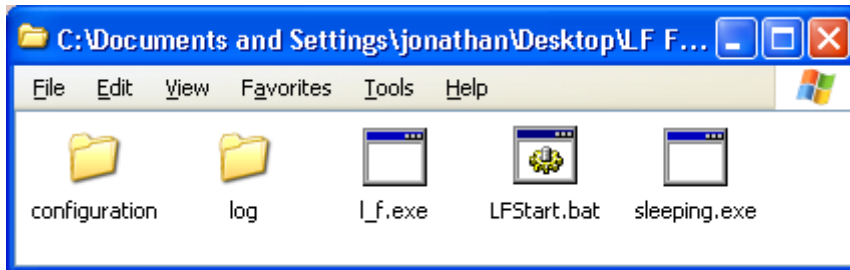 C:\Documents and Settings\jonathan\Desktop\LF F...
File Edit View Favorites Tools Help
configuration log l_f.exe LFStart.bat sleeping.exe